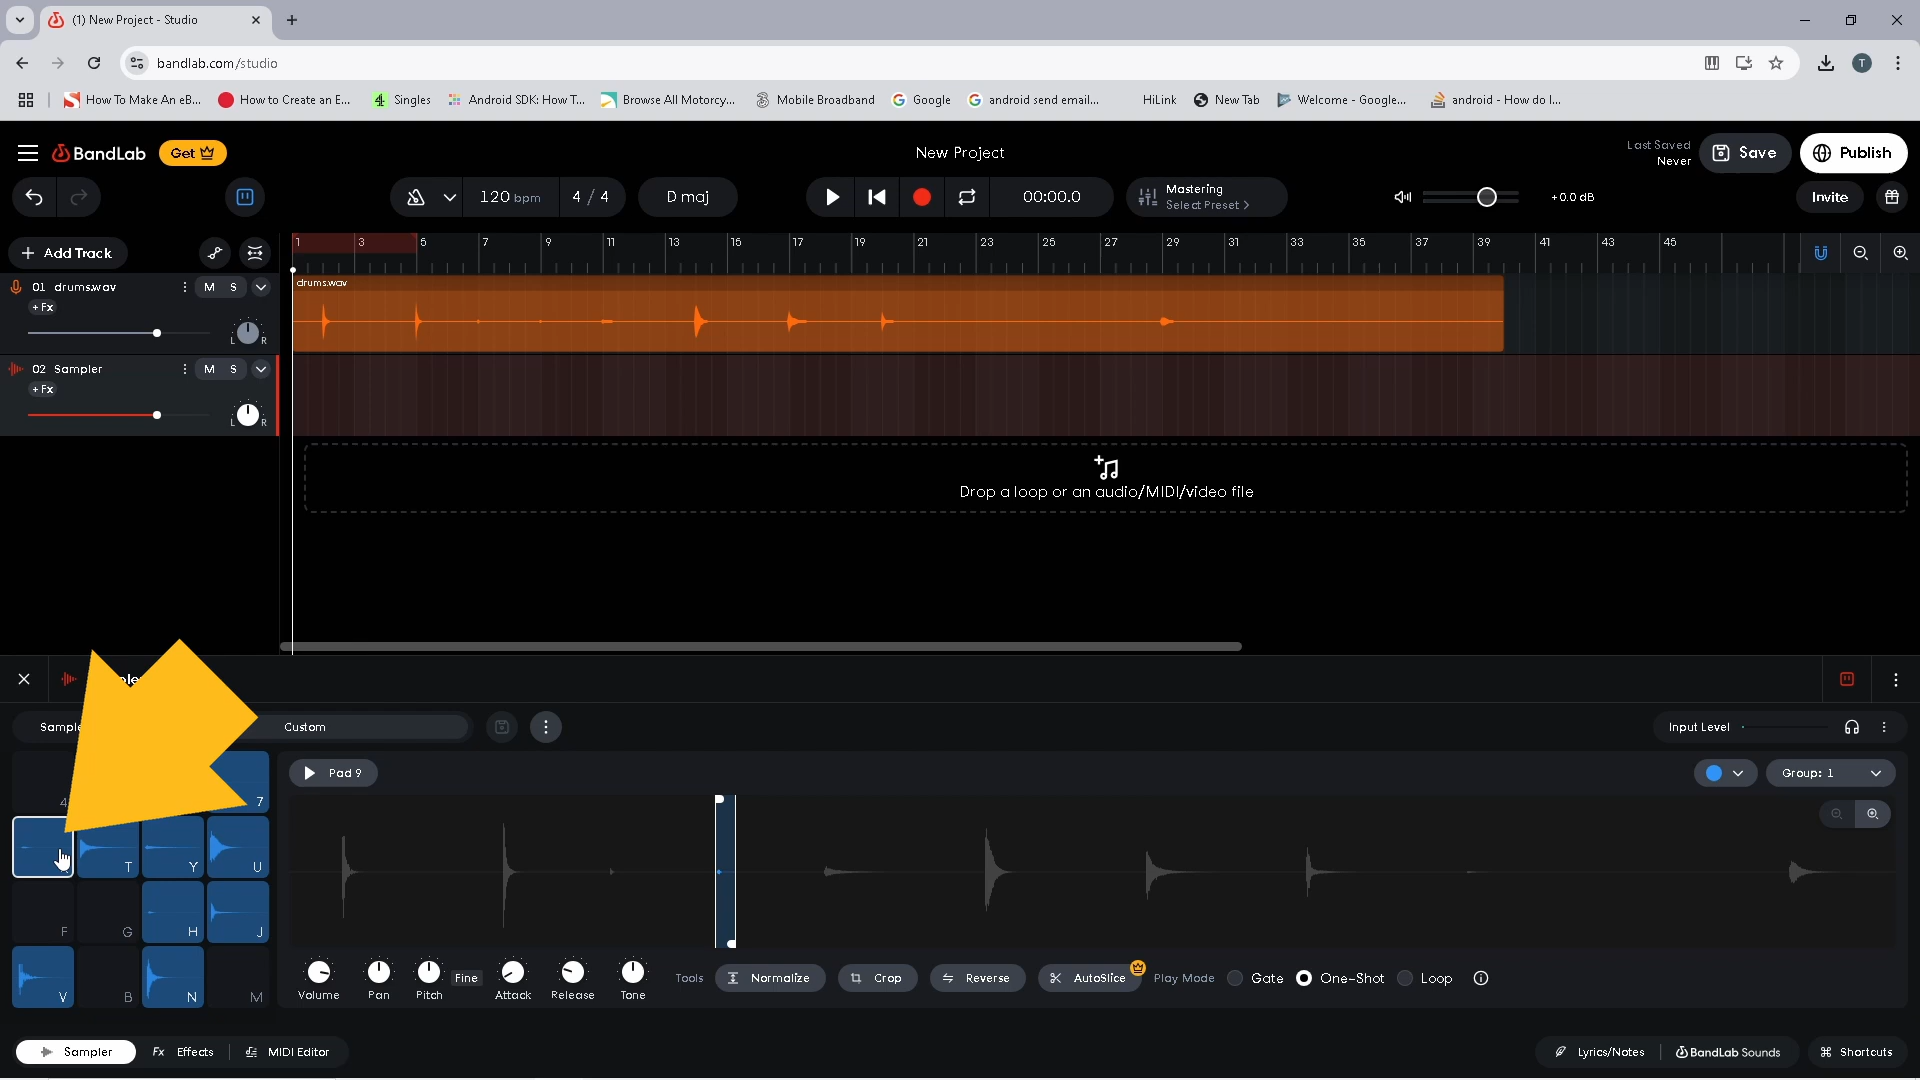 (1) New Project - Studio
bandlab.com/studio
How To Make An eB...
How to Create an E...
Singles
Android SDK: How T...
Browse All Motorcy...
Mobile Broadband
Google
android send email...
HiLink
New Tab
Welcome - Google...
android - How do I...
BandLab
Get
New Project
Last Saved
Never
Save
Publish
120 bpm
4 / 4
D maj
00:00.0
Mastering
Select Preset >
+0.0 dB
Invite
+ Add Track
1 3 5 7 9 11 13 15 17 19 21 23 25 27 29 31 33 35 37 39 41 43 45
01 drums.wav
M S
+ Fx
L R
drums.wav
02 Sampler
M S
+ Fx
L R
Drop a loop or an audio/MIDI/video file
Custom
Input Level
Pad 9
Group: 1
4 7
T Y U
F G H J
V B N M
Volume
Pan
Pitch
Fine
Attack
Release
Tone
Tools
Normalize
Crop
Reverse
AutoSlice
Play Mode
Gate
One-Shot
Loop
Sampler
Fx Effects
MIDI Editor
Lyrics/Notes
BandLab Sounds
Shortcuts